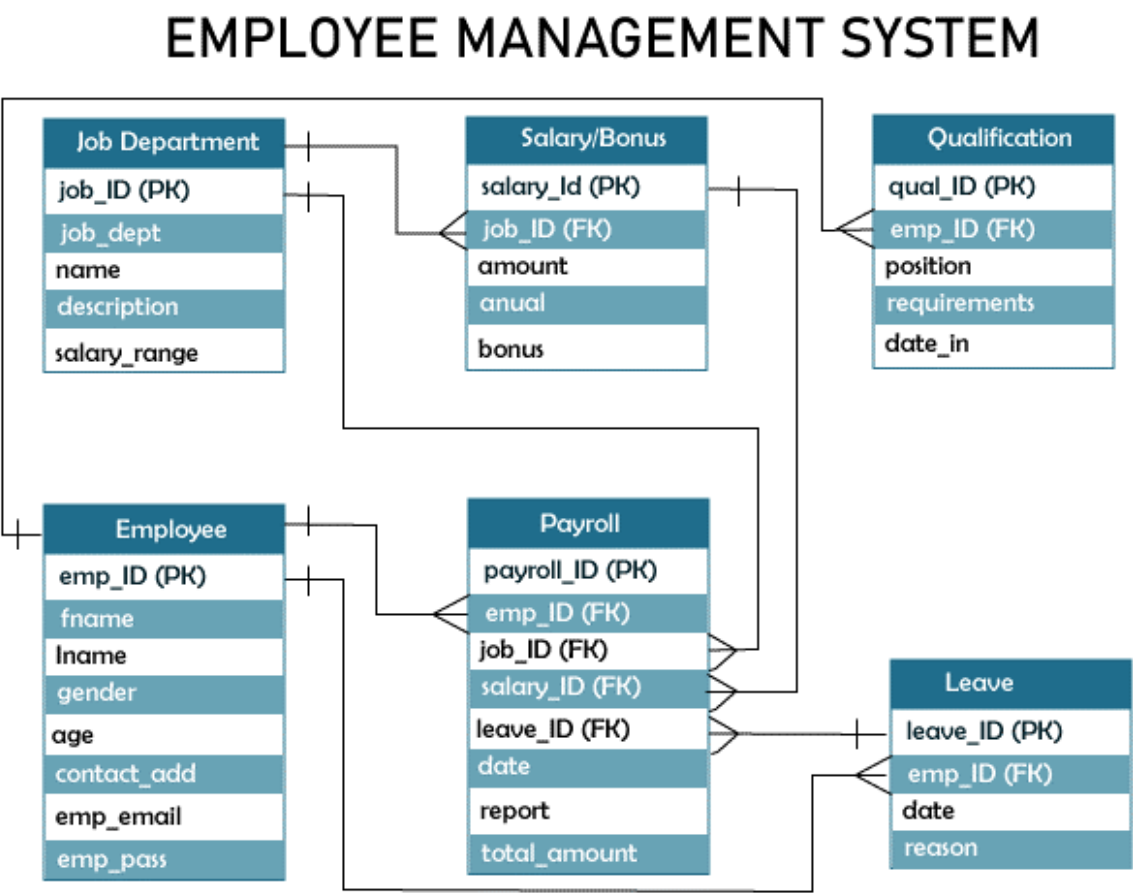 EMPLOYEE MANAGEMENT SYSTEM
Job Department
job_ID (PK)
job_dept
name
description
salary_range
Salary/Bonus
salary_Id (PK)
job_ID (FK)
amount
anual
bonus
Qualification
qual_ID (PK)
emp_ID (FK)
position
requirements
date_in
Employee
emp_ID (PK)
fname
lname
gender
age
contact_add
emp_email
emp_pass
Payroll
payroll_ID (PK)
emp_ID (FK)
job_ID (FK)
salary_ID (FK)
leave_ID (FK)
date
report
total_amount
Leave
leave_ID (PK)
emp_ID (FK)
date
reason